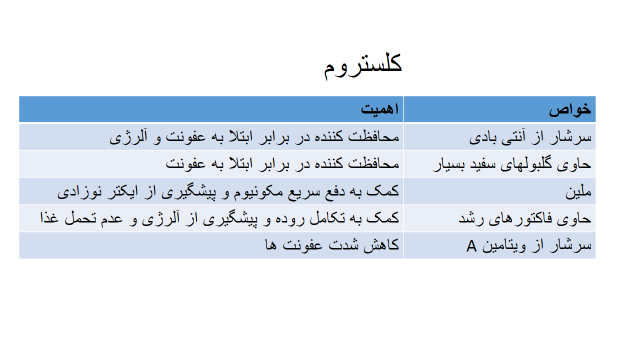 کلستروم
خواص اهمیت
سرشار از آنتی بادی محافظت کننده در برابر ابتلا به عفونت و آلرژی
حاوی گلبولهای سفید بسیار محافظت کننده در برابر ابتلا به عفونت
ملین کمک به دفع سریع مکونیوم و پیشگیری از ایکتر نوزادی
حاوی فاکتورهای رشد کمک به تکامل روده و پیشگیری از آلرژی و عدم تحمل غذا
سرشار از ویتامین A کاهش شدت عفونت ها